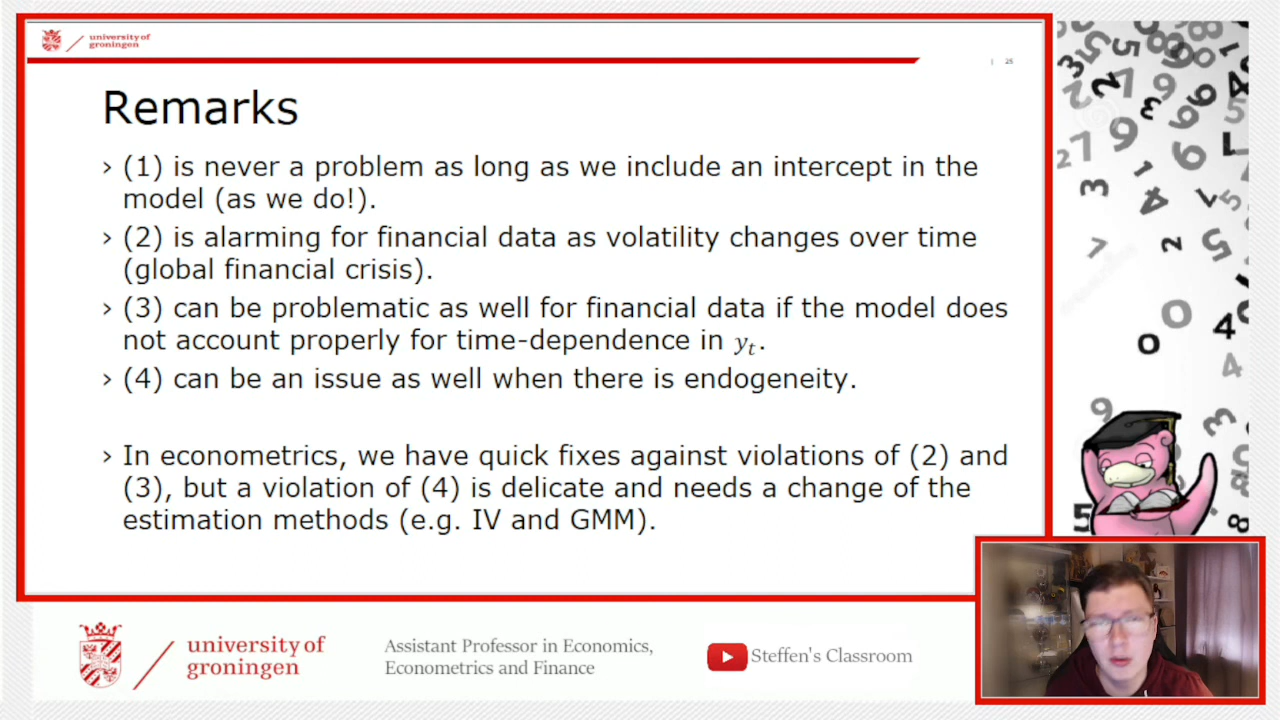 university of
groningen
| 25
Remarks
› (1) is never a problem as long as we include an intercept in the
model (as we do!).
› (2) is alarming for financial data as volatility changes over time
(global financial crisis).
› (3) can be problematic as well for financial data if the model does
not account properly for time-dependence in yₜ.
› (4) can be an issue as well when there is endogeneity.
› In econometrics, we have quick fixes against violations of (2) and
(3), but a violation of (4) is delicate and needs a change of the
estimation methods (e.g. IV and GMM).
university of
groningen
Assistant Professor in Economics,
Econometrics and Finance
Steffen's Classroom